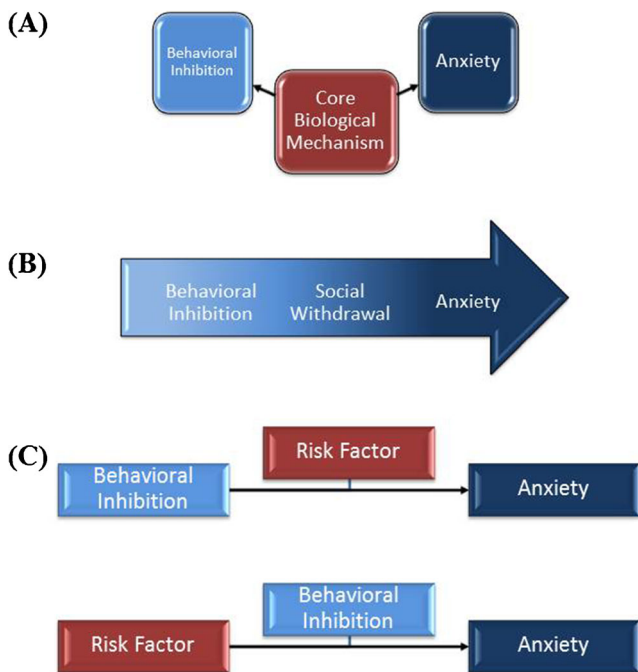 (A)
Behavioral
Inhibition
Core
Biological
Mechanism
Anxiety
(B)
Behavioral
Inhibition
Social
Withdrawal
Anxiety
(C)
Risk Factor
Behavioral
Inhibition
Anxiety
Behavioral
Inhibition
Risk Factor
Anxiety